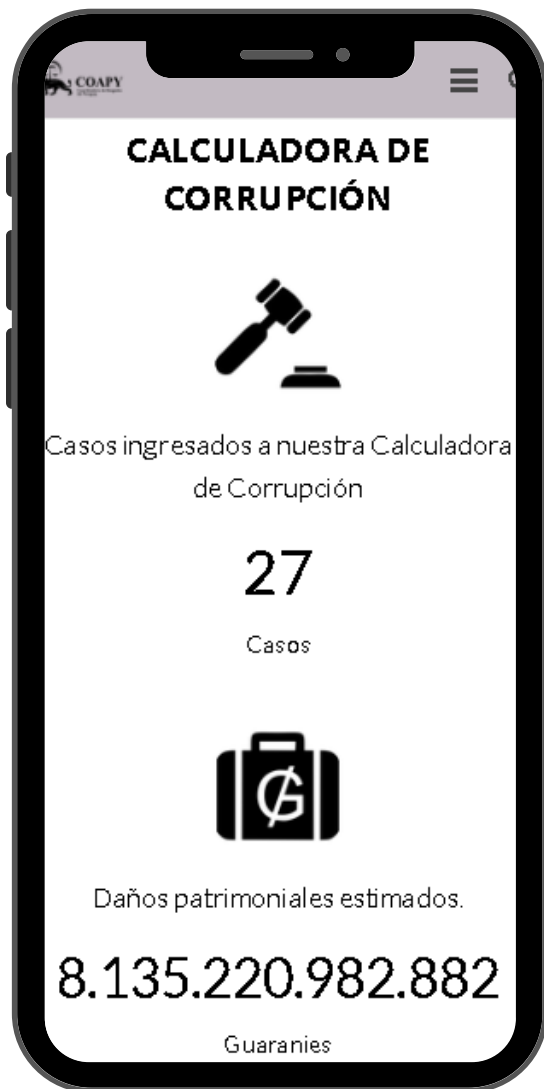 COAPY
CALCULADORA DE
CORRUPCIÓN
Casos ingresados a nuestra Calculadora
de Corrupción
27
Casos
₲
Daños patrimoniales estimados.
8.135.220.982.882
Guaranies